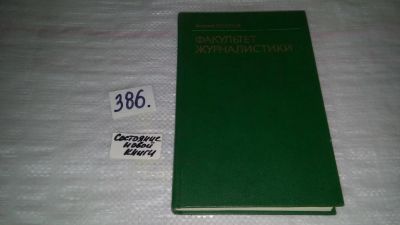 ФАКУЛЬТЕТ
ЖУРНАЛИСТИКИ
386.
Состояние
новой
книги